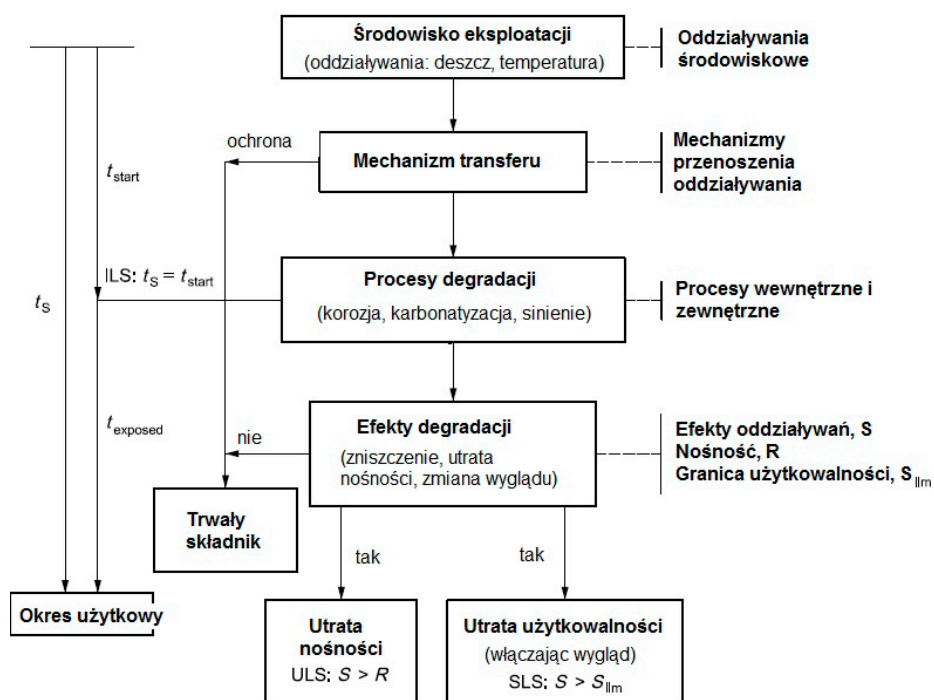 Środowisko eksploatacji
(oddziaływania: deszcz, temperatura)
Oddziaływania
środowiskowe
ochrona
Mechanizm transferu
Mechanizmy
przenoszenia
oddziaływania
t_start
ILS: t_S = t_start
t_S
Procesy degradacji
(korozja, karbonatyzacja, sinienie)
Procesy wewnętrzne i
zewnętrzne
t_exposed
nie
Efekty degradacji
(zniszczenie, utrata
nośności, zmiana wyglądu)
Efekty oddziaływań, S
Nośność, R
Granica użytkowalności, S_lim
Trwały
składnik
tak
tak
Okres użytkowy
Utrata
nośności
ULS: S > R
Utrata użytkowalności
(włączając wygląd)
SLS: S > S_lim